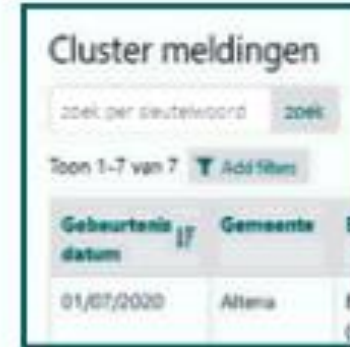 Cluster meldingen
zoek per sleutelwoord zoek
Toon 1-7 van 7 Add filters
Gebeurtenis datum Gemeente
01/07/2020 Altena